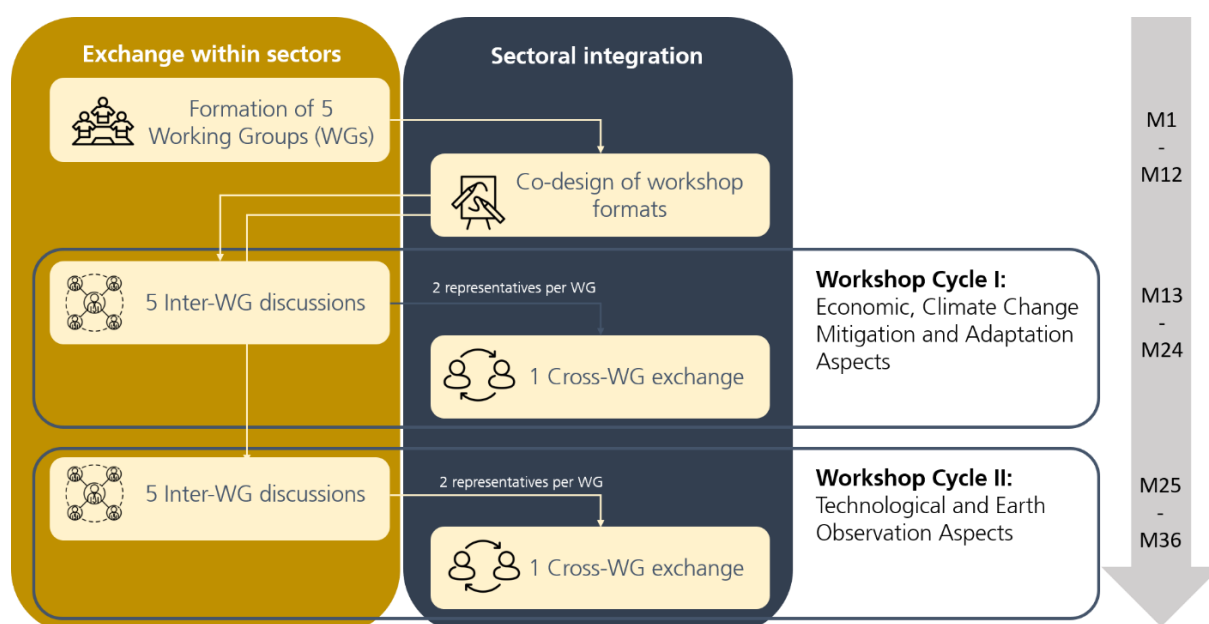 Exchange within sectors
Sectoral integration
Formation of 5
Working Groups (WGs)
M1
-
M12
Co-design of workshop
formats
5 Inter-WG discussions
2 representatives per WG
1 Cross-WG exchange
Workshop Cycle I:
Economic, Climate Change
Mitigation and Adaptation
Aspects
M13
-
M24
5 Inter-WG discussions
2 representatives per WG
1 Cross-WG exchange
Workshop Cycle II:
Technological and Earth
Observation Aspects
M25
-
M36